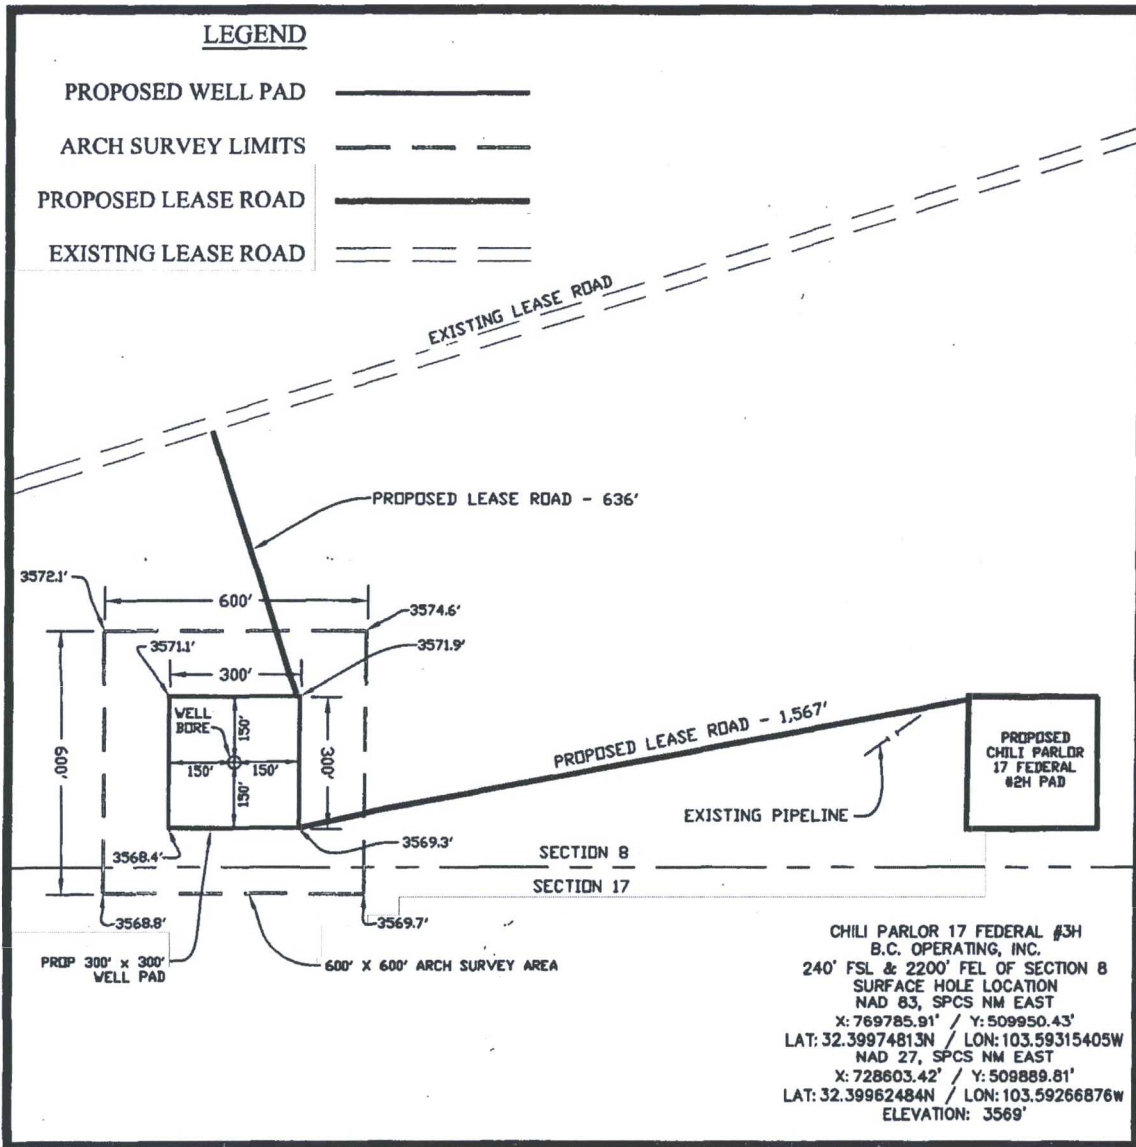 LEGEND
PROPOSED WELL PAD
ARCH SURVEY LIMITS
PROPOSED LEASE ROAD
EXISTING LEASE ROAD
EXISTING LEASE ROAD
PROPOSED LEASE ROAD - 636'
3572.1'
600'
3574.6'
3571.1'
3571.9'
300'
WELL
BORE
150'
150'
150'
150'
300'
600'
PROPOSED LEASE ROAD - 1,567'
PROPOSED
CHILI PARLOR
17 FEDERAL
#2H PAD
EXISTING PIPELINE
3568.4'
3569.3'
SECTION 8
SECTION 17
3568.8'
3569.7'
PROP 300' x 300'
WELL PAD
600' X 600' ARCH SURVEY AREA
CHILI PARLOR 17 FEDERAL #3H
B.C. OPERATING, INC.
240' FSL & 2200' FEL OF SECTION 8
SURFACE HOLE LOCATION
NAD 83, SPCS NM EAST
X: 769785.91' / Y: 509950.43'
LAT: 32.39974813N / LON: 103.59315405W
NAD 27, SPCS NM EAST
X: 728603.42' / Y: 509889.81'
LAT: 32.39962484N / LON: 103.59266876W
ELEVATION: 3569'